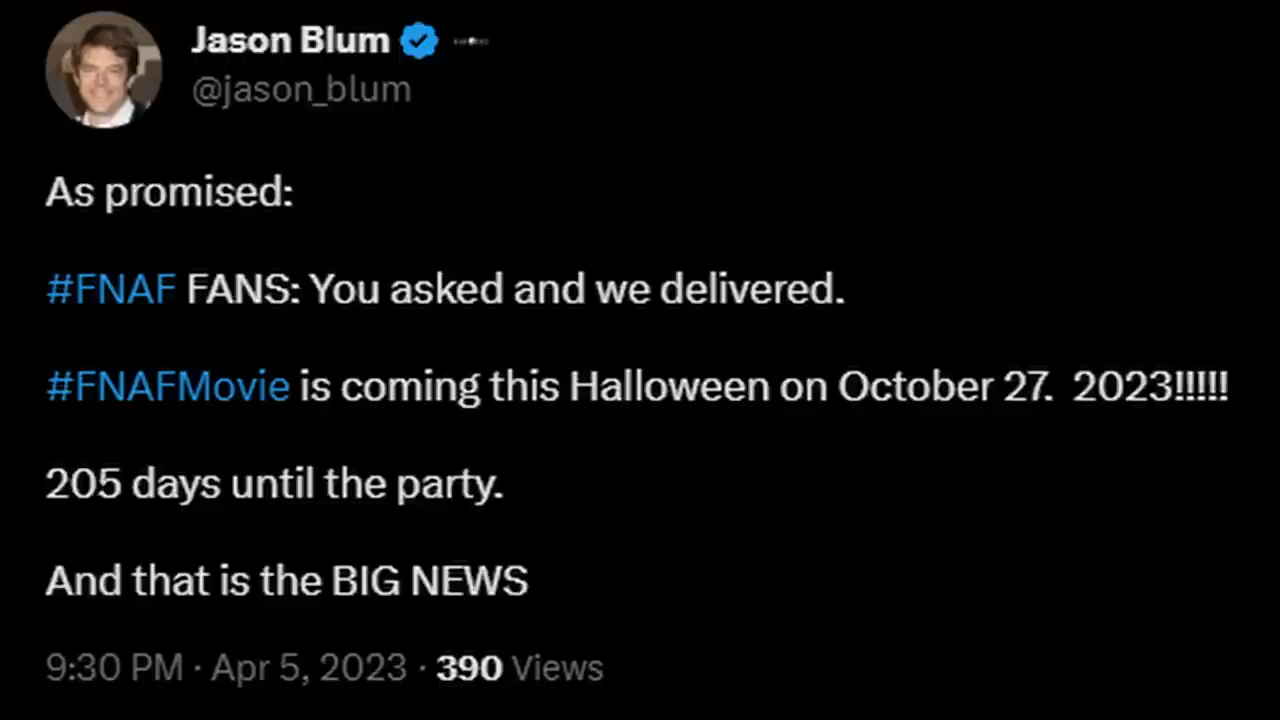 Jason Blum
@jason_blum
As promised:
#FNAF FANS: You asked and we delivered.
#FNAFMovie is coming this Halloween on October 27.  2023!!!!!
205 days until the party.
And that is the BIG NEWS
9:30 PM · Apr 5, 2023 · 390 Views